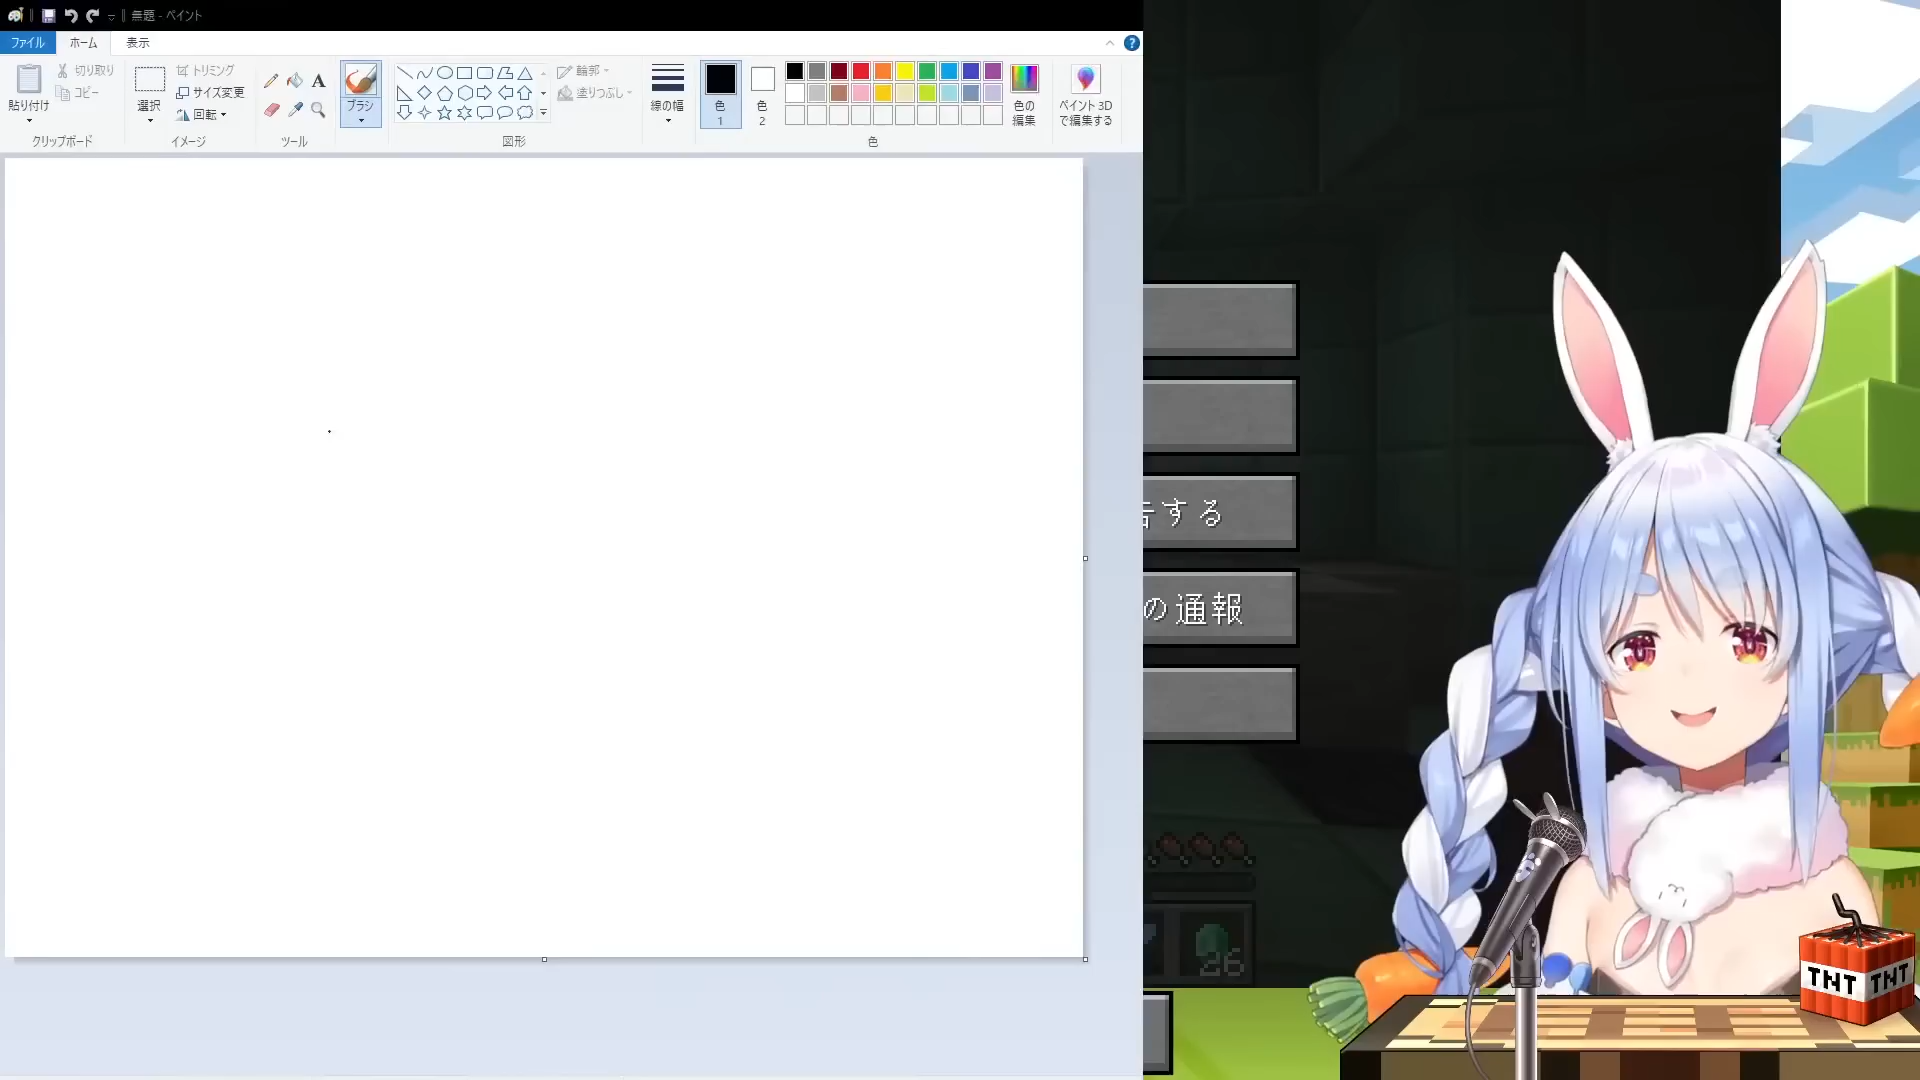 無題 - ペイント
ファイル ホーム 表示
貼り付け
切り取り
コピー
クリップボード
選択
トリミング
サイズ変更
回転
イメージ
A
ツール
ブラシ
図形
輪郭
塗りつぶし
線の幅
色
1
色
2
色
色の
編集
ペイント 3D
で編集する
?
告する
の通報
26
TNT TNT